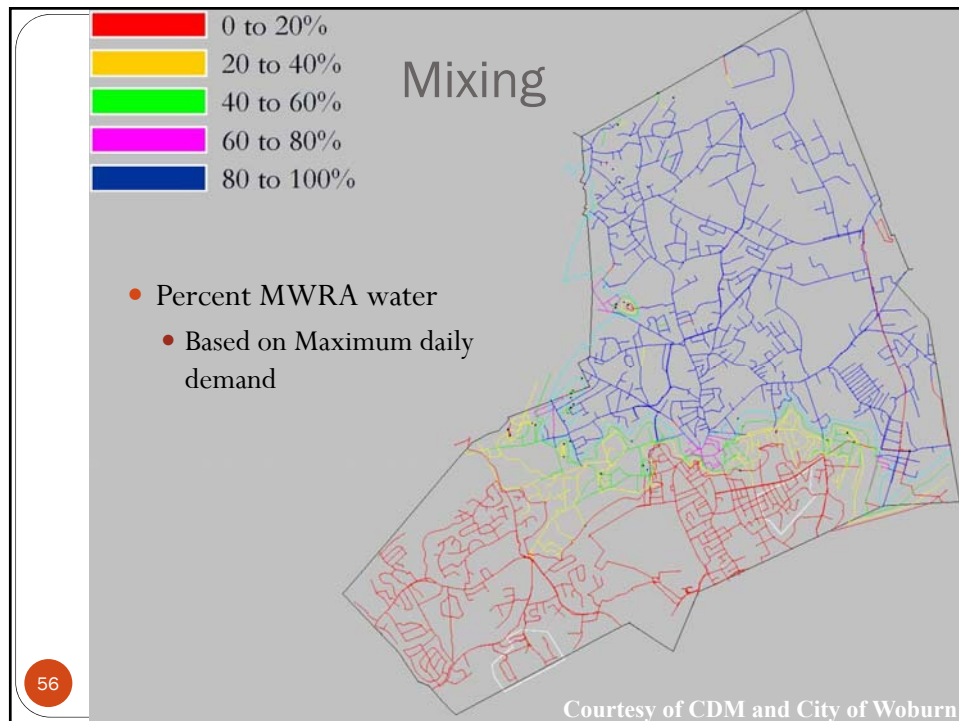 0 to 20%
20 to 40%
40 to 60%
60 to 80%
80 to 100%
Mixing
• Percent MWRA water
• Based on Maximum daily
demand
56
Courtesy of CDM and City of Woburn